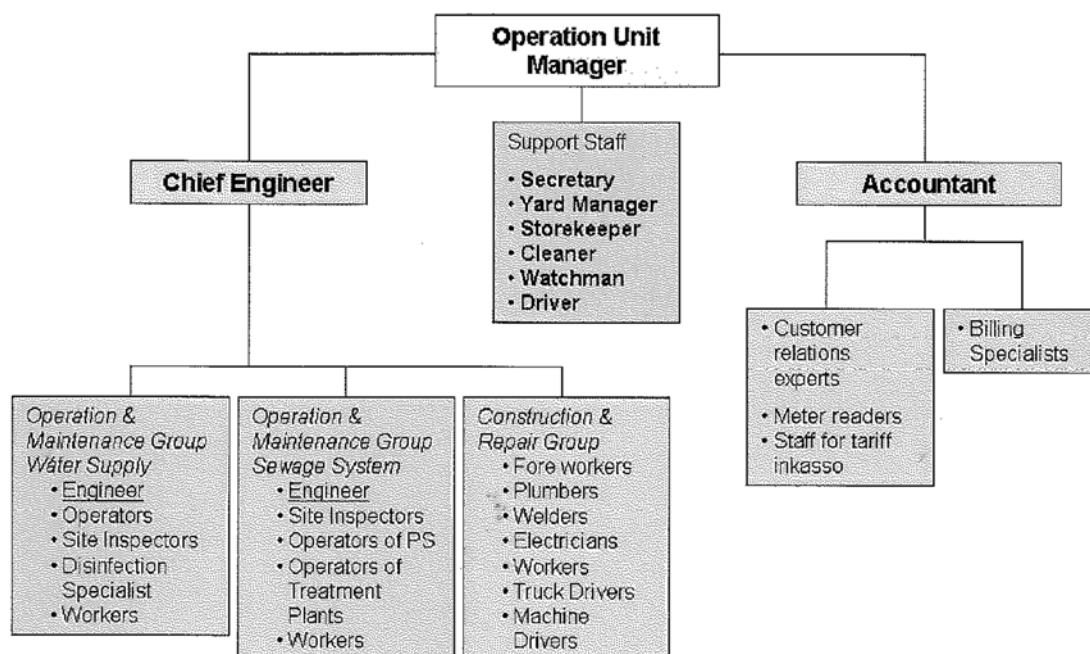 Operation Unit
Manager
Support Staff
• Secretary
• Yard Manager
• Storekeeper
• Cleaner
• Watchman
• Driver
Chief Engineer
Accountant
• Customer
relations
experts
• Meter readers
• Staff for tariff
inkasso
• Billing
Specialists
Operation &
Maintenance Group
Water Supply
• Engineer
• Operators
• Site Inspectors
• Disinfection
Specialist
• Workers
Operation &
Maintenance Group
Sewage System
• Engineer
• Site Inspectors
• Operators of PS
• Operators of
Treatment
Plants
• Workers
Construction &
Repair Group
• Fore workers
• Plumbers
• Welders
• Electricians
• Workers
• Truck Drivers
• Machine
Drivers